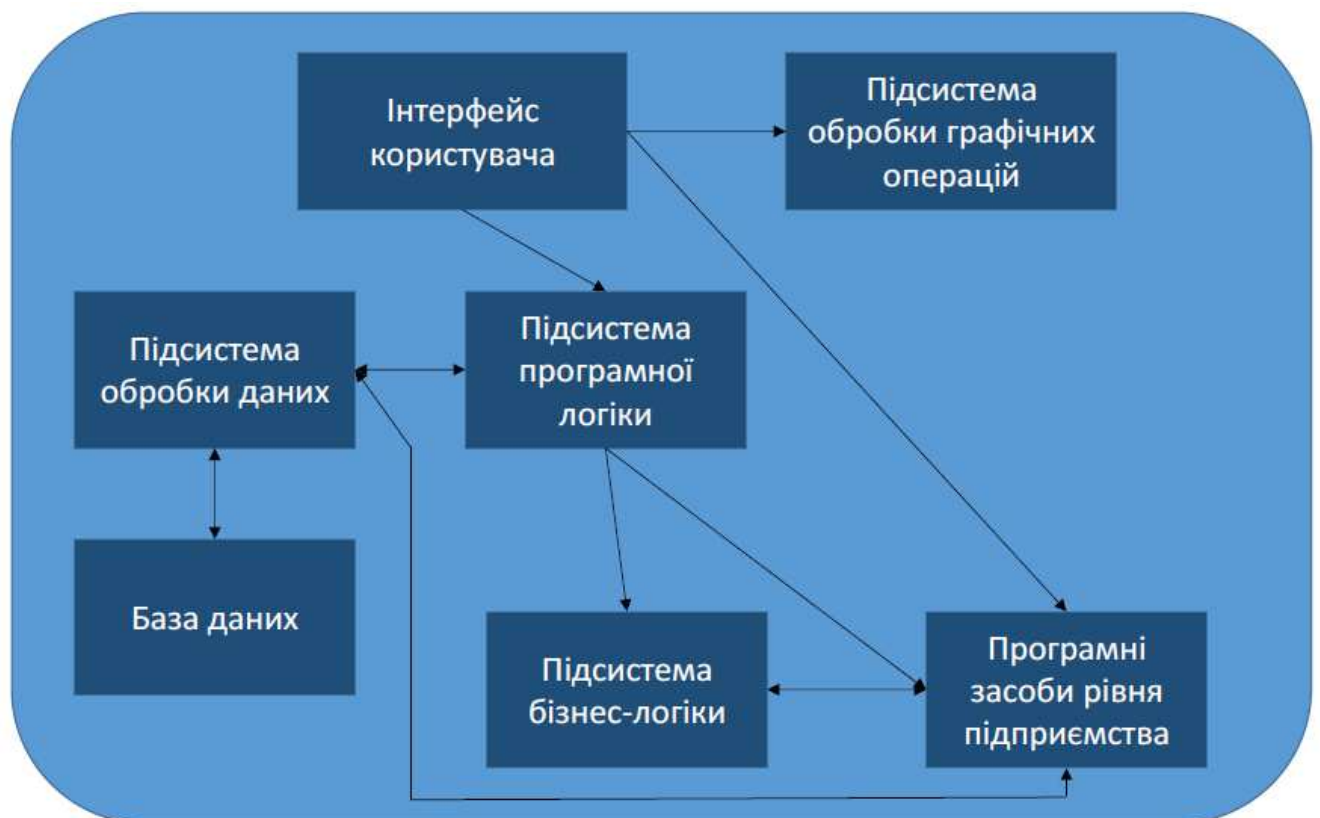 Інтерфейс
користувача
Підсистема
обробки графічних
операцій
Підсистема
обробки даних
Підсистема
програмної
логіки
База даних
Підсистема
бізнес-логіки
Програмні
засоби рівня
підприємства